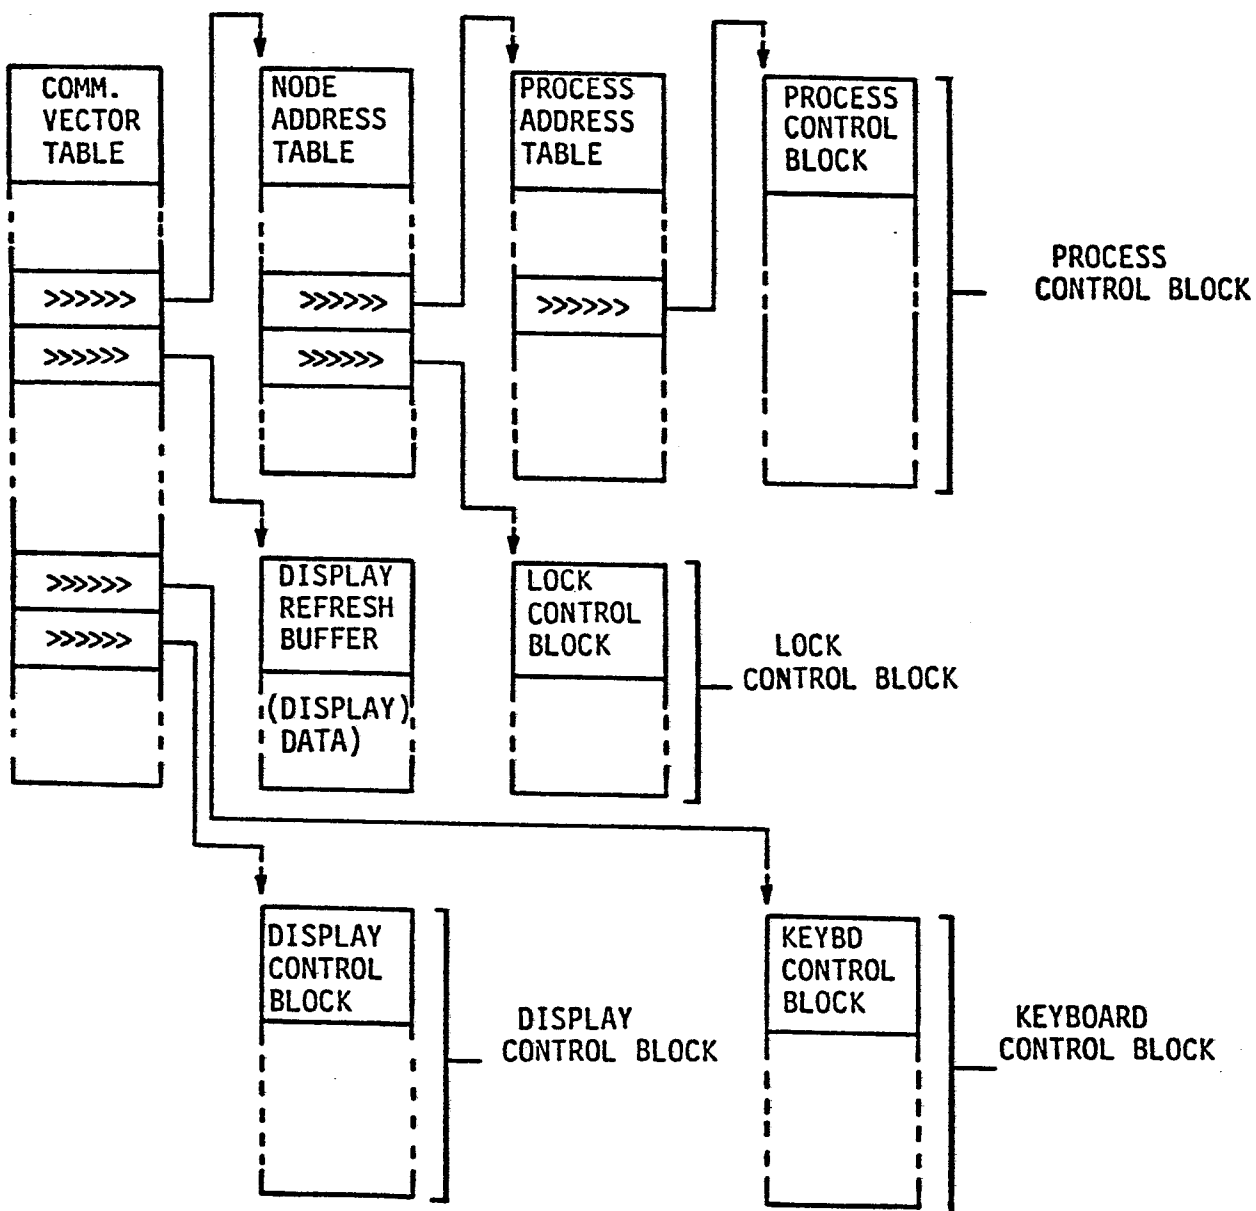 COMM.
VECTOR
TABLE
NODE
ADDRESS
TABLE
PROCESS
ADDRESS
TABLE
PROCESS
CONTROL
BLOCK
PROCESS
CONTROL BLOCK
>>>>>>
>>>>>>
>>>>>>
>>>>>>
>>>>>>
>>>>>>
>>>>>>
DISPLAY
REFRESH
BUFFER
(DISPLAY)
DATA)
LOCK
CONTROL
BLOCK
LOCK
CONTROL BLOCK
DISPLAY
CONTROL
BLOCK
DISPLAY
CONTROL BLOCK
KEYBD
CONTROL
BLOCK
KEYBOARD
CONTROL BLOCK